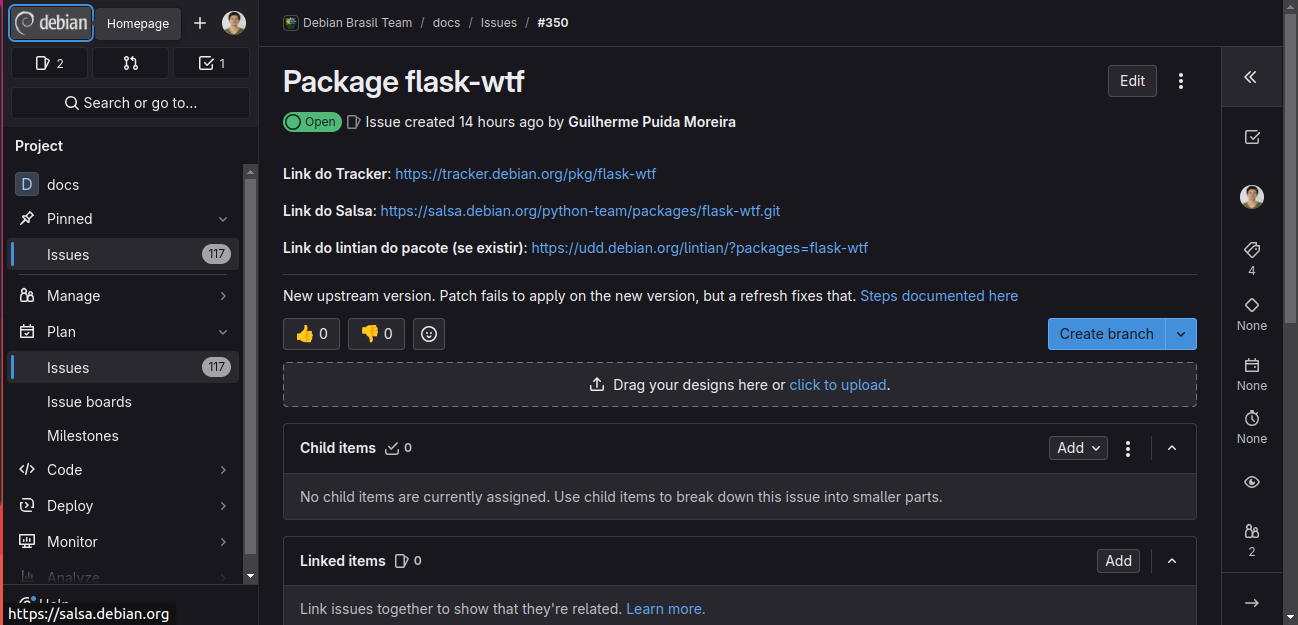 debian
Homepage
2
1
Search or go to...
Project
D docs
Pinned
Issues 117
Manage
Plan
Issues 117
Issue boards
Milestones
Code
Deploy
Monitor
Analyze
Help
https://salsa.debian.org
Debian Brasil Team / docs / Issues / #350
Package flask-wtf
Edit
Open Issue created 14 hours ago by Guilherme Puida Moreira
Link do Tracker: https://tracker.debian.org/pkg/flask-wtf
Link do Salsa: https://salsa.debian.org/python-team/packages/flask-wtf.git
Link do lintian do pacote (se existir): https://udd.debian.org/lintian/?packages=flask-wtf
New upstream version. Patch fails to apply on the new version, but a refresh fixes that. Steps documented here
👍 0 👎 0
Create branch
Drag your designs here or click to upload.
Child items 0
Add
No child items are currently assigned. Use child items to break down this issue into smaller parts.
Linked items 0
Add
Link issues together to show that they're related. Learn more.
4
None
None
None
2